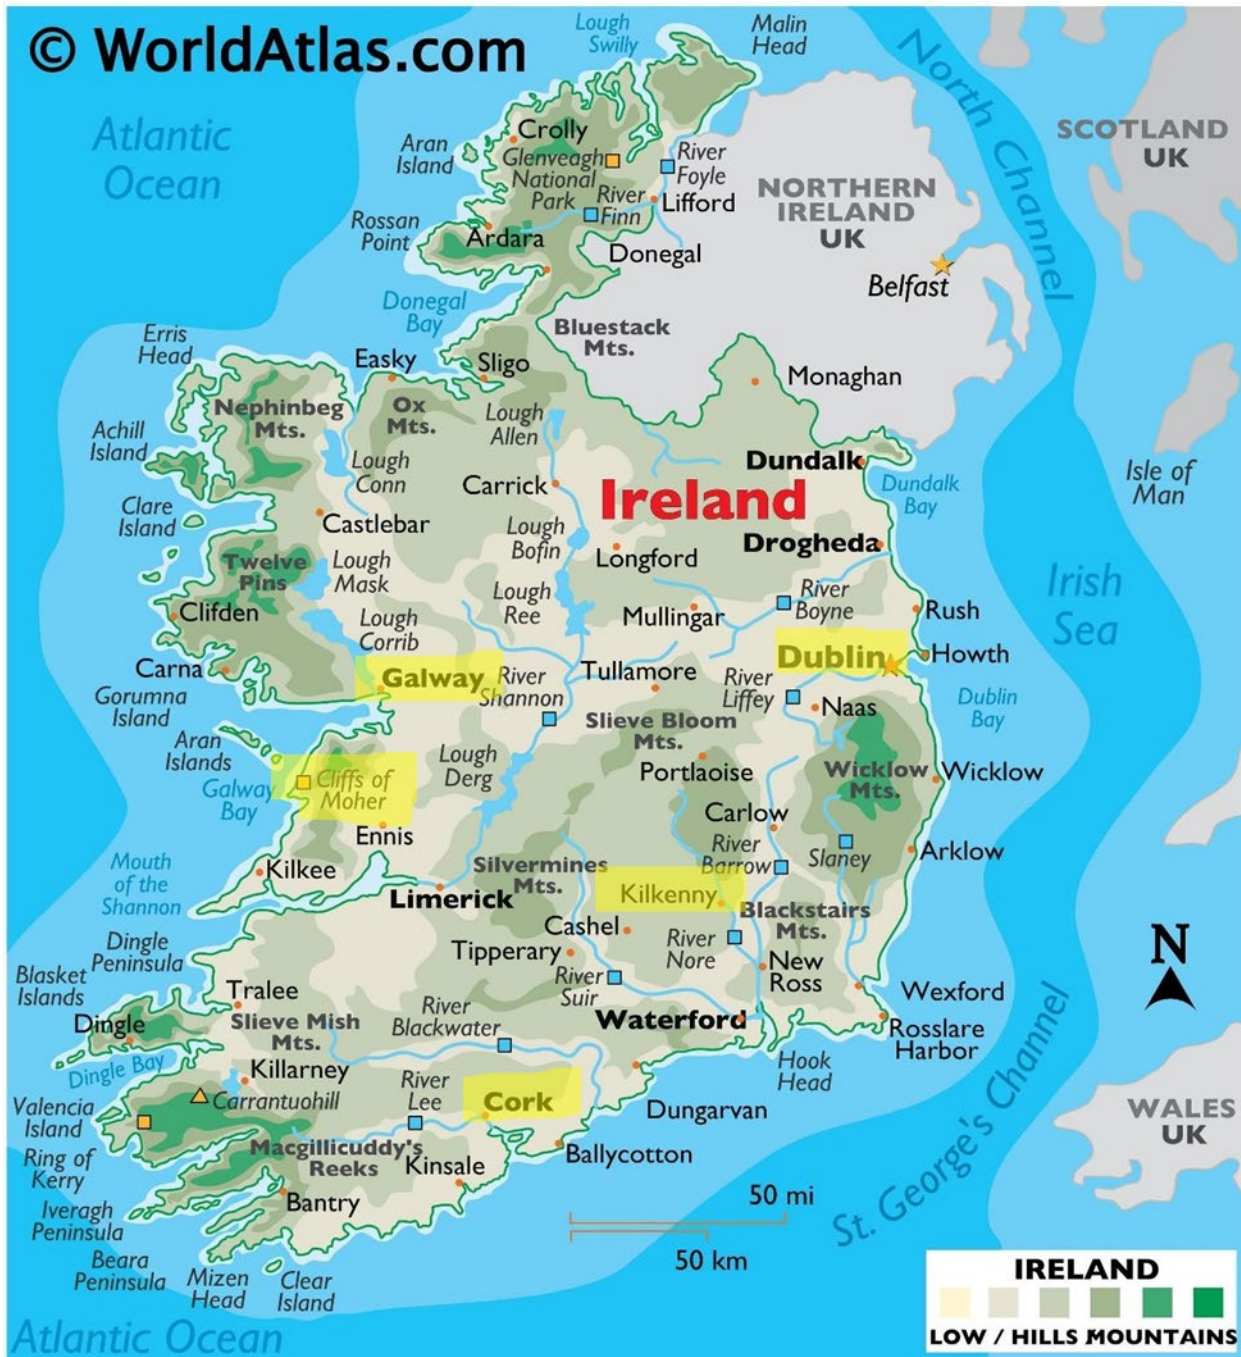 © WorldAtlas.com
Lough
Swilly
Malin
Head
North Channel
Atlantic
Ocean
Aran
Island
Crolly
Glenveagh
National
Park
River
Finn
River
Foyle
Lifford
SCOTLAND
UK
NORTHERN
IRELAND
UK
Rossan
Point
Ardara
Donegal
Belfast
Donegal
Bay
Bluestack
Mts.
Erris
Head
Easky
Sligo
Monaghan
Nephinbeg
Mts.
Ox
Mts.
Lough
Allen
Achill
Island
Lough
Conn
Carrick
Dundalk
Dundalk
Bay
Isle of
Man
Ireland
Clare
Island
Castlebar
Lough
Bofin
Longford
Drogheda
Twelve
Pins
Lough
Mask
Lough
Ree
Mullingar
River
Boyne
Irish
Sea
Clifden
Lough
Corrib
Rush
Carna
Galway
River
Shannon
Tullamore
Dublin
Howth
Gorumna
Island
River
Liffey
Naas
Dublin
Bay
Aran
Islands
Slieve Bloom
Mts.
Galway
Bay
Cliffs of
Moher
Lough
Derg
Portlaoise
Wicklow
Mts.
Wicklow
Ennis
Carlow
River
Barrow
Slaney
Arklow
Mouth
of the
Shannon
Kilkee
Limerick
Silvermines
Mts.
Kilkenny
Blackstairs
Mts.
Cashel
Tipperary
River
Nore
New
Ross
N
Dingle
Peninsula
Blasket
Islands
Tralee
River
Suir
Wexford
Dingle
Slieve Mish
Mts.
River
Blackwater
Waterford
Rosslare
Harbor
Dingle Bay
Killarney
Hook
Head
St. George's Channel
Valencia
Island
Carrantuohill
River
Lee
Cork
Dungarvan
WALES
UK
Ring of
Kerry
Macgillicuddy's
Reeks
Kinsale
Ballycotton
Iveragh
Peninsula
Bantry
50 mi
50 km
Beara
Peninsula
Mizen
Head
Clear
Island
Atlantic Ocean
IRELAND
LOW / HILLS MOUNTAINS